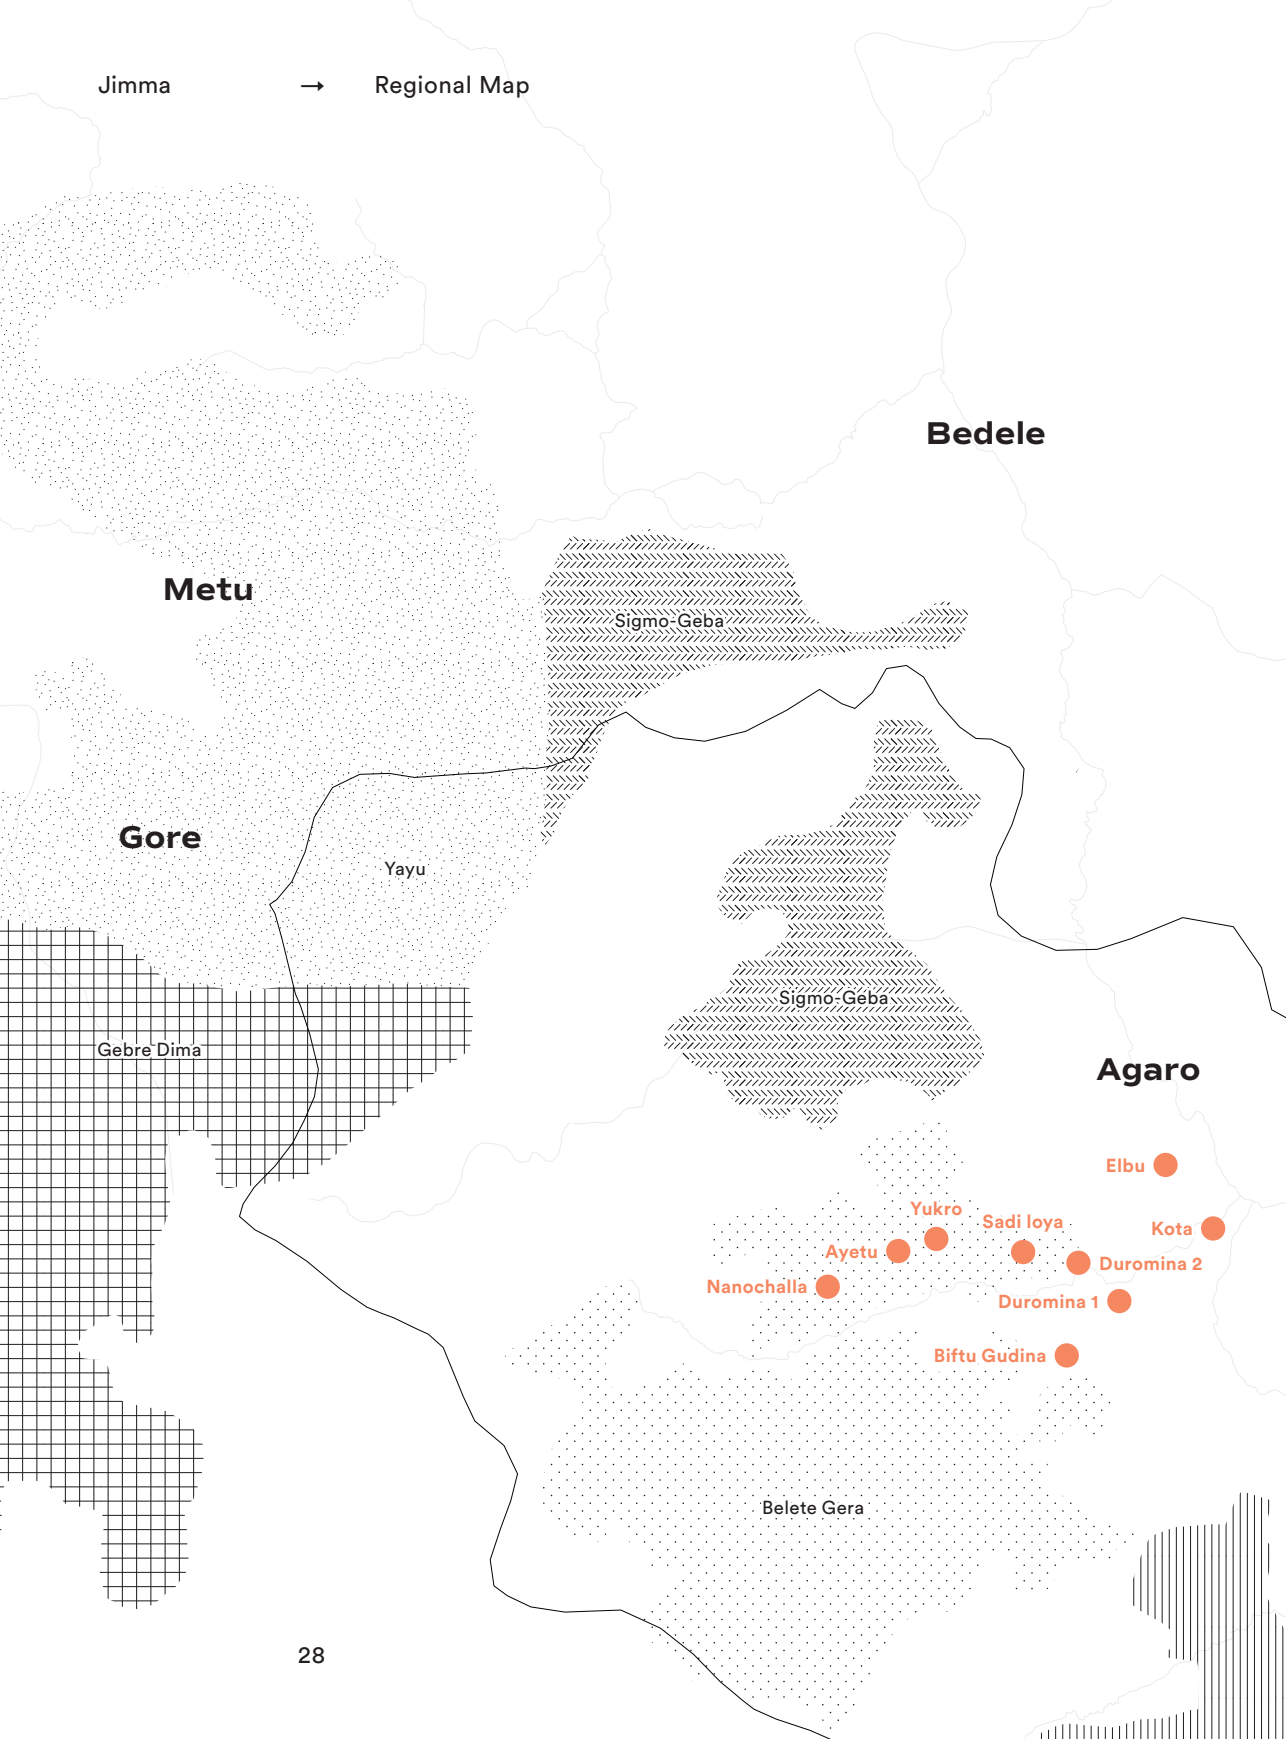 Jimma → Regional Map
Bedele
Metu
Sigmo-Geba
Gore
Yayu
Sigmo-Geba
Gebre Dima
Agaro
Elbu
Yukro
Sadi loya
Kota
Ayetu
Duromina 2
Nanochalla
Duromina 1
Biftu Gudina
Belete Gera
28